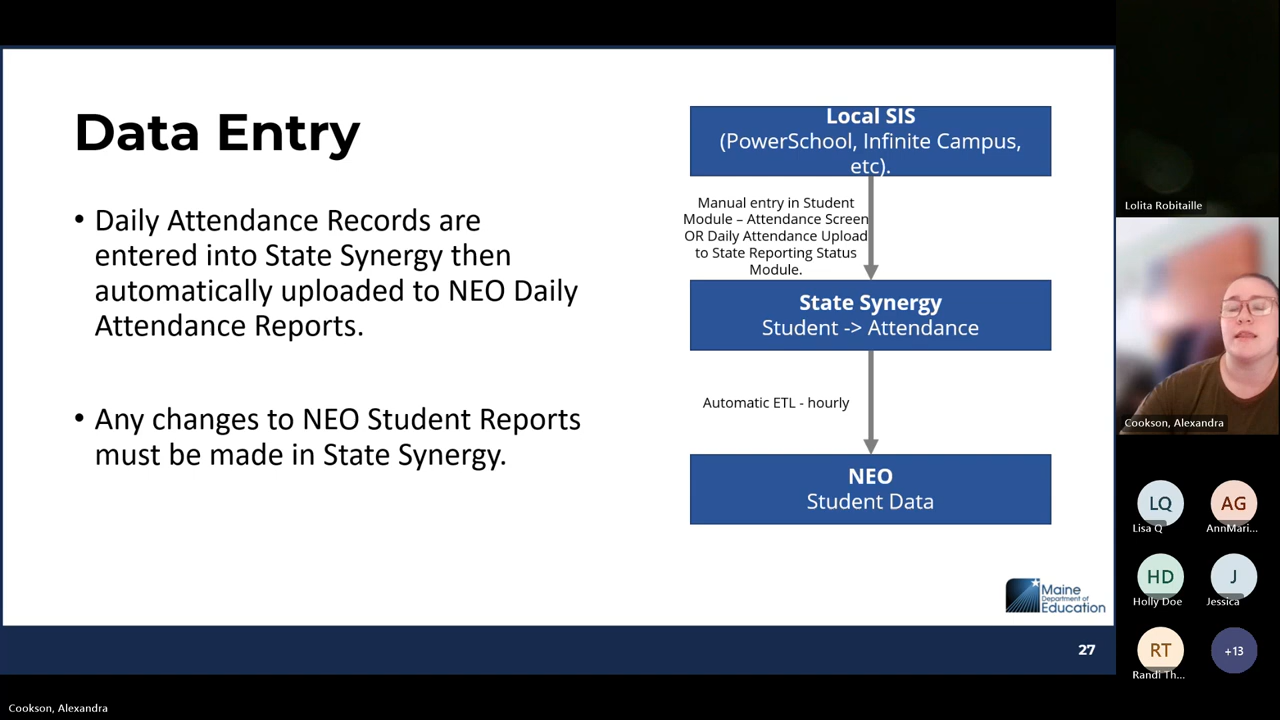 Data Entry
• Daily Attendance Records are
entered into State Synergy then
automatically uploaded to NEO Daily
Attendance Reports.
• Any changes to NEO Student Reports
must be made in State Synergy.
Local SIS
(PowerSchool, Infinite Campus,
etc).
Manual entry in Student
Module – Attendance Screen
OR Daily Attendance Upload
to State Reporting Status
Module.
State Synergy
Student -> Attendance
Automatic ETL - hourly
NEO
Student Data
Maine
Department of
Education
27
Lolita Robitaille
Cookson, Alexandra
LQ
Lisa Q
AG
AnnMari...
HD
Holly Doe
J
Jessica
RT
Randi Th...
+13
Cookson, Alexandra